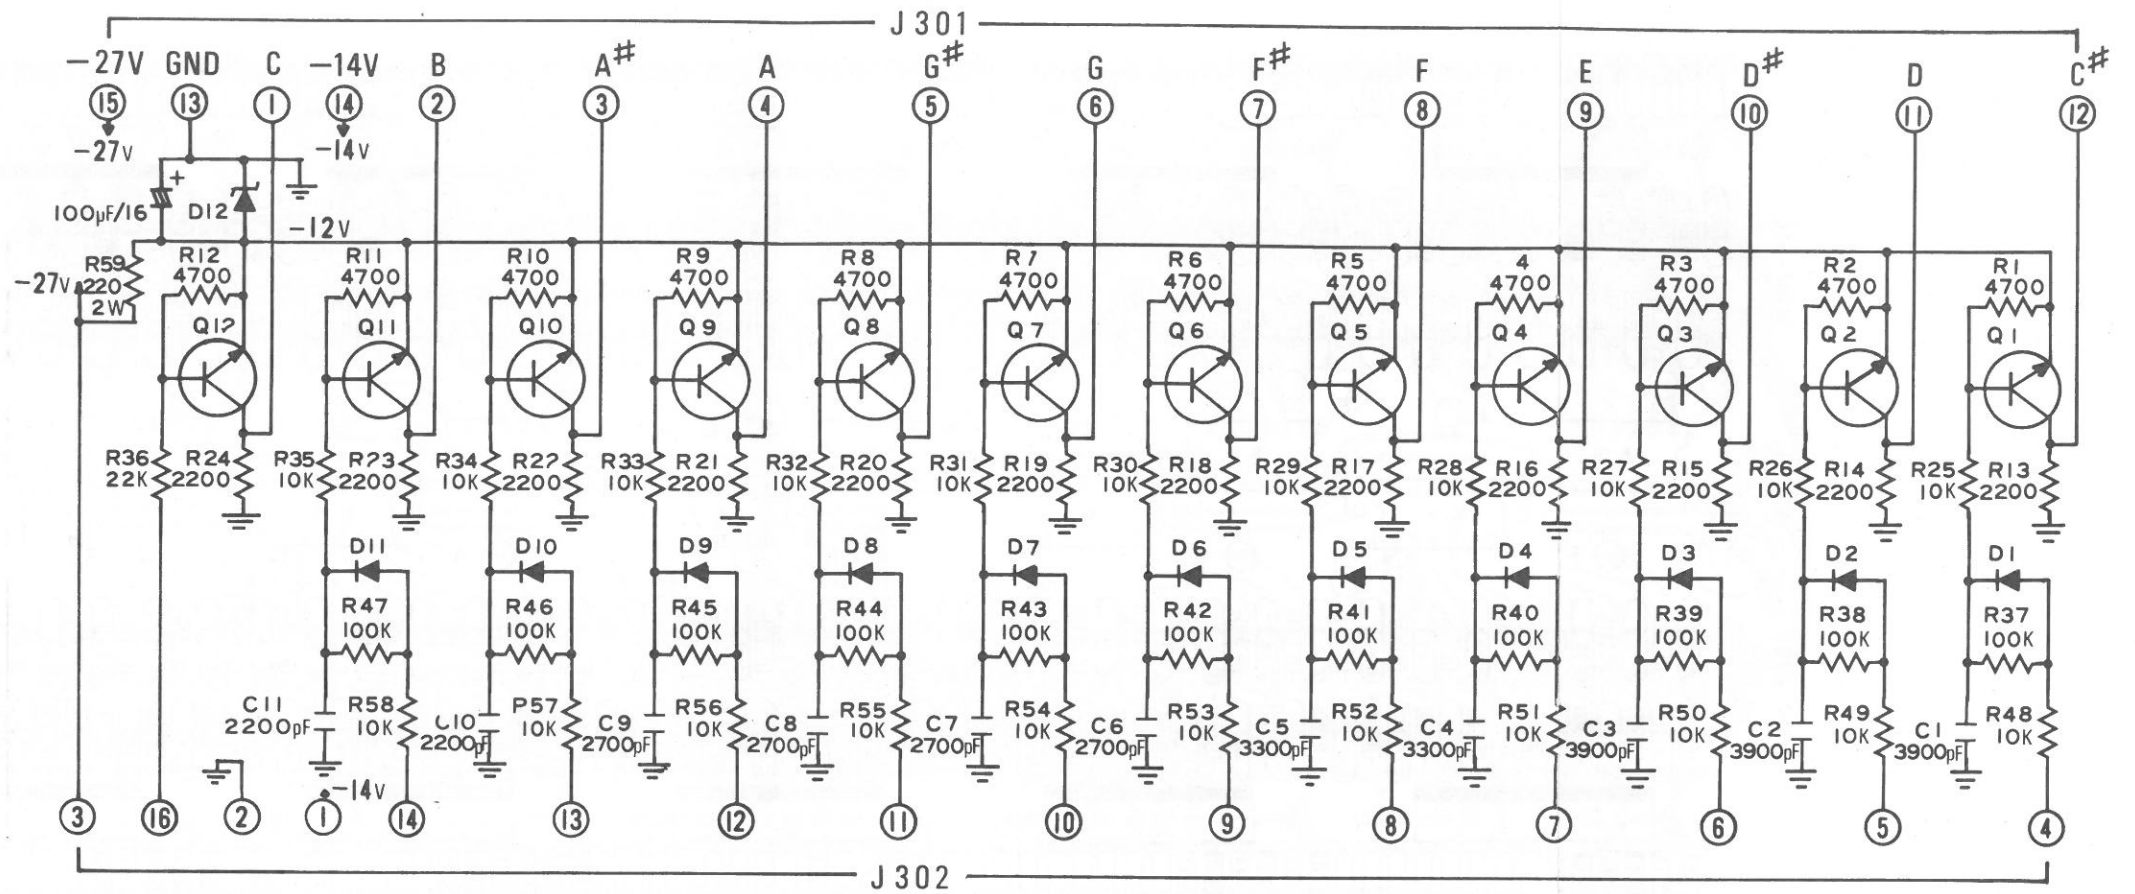 J301
-27V GND C -14V B A# A G# G F# F E D# D C#
15 13 1 14 2 3 4 5 6 7 8 9 10 11 12
-27V -14V
+
100µF/16 D12
-12V
R59 R12 R11 R10 R9 R8 R7 R6 R5 4 R3 R2 R1
-27V 220 4700 4700 4700 4700 4700 4700 4700 4700 4700 4700 4700 4700
2W Q12 Q11 Q10 Q9 Q8 Q7 Q6 Q5 Q4 Q3 Q2 Q1
R36 R24 R35 R23 R34 R22 R33 R21 R32 R20 R31 R19 R30 R18 R29 R17 R28 R16 R27 R15 R26 R14 R25 R13
22K 2200 10K 2200 10K 2200 10K 2200 10K 2200 10K 2200 10K 2200 10K 2200 10K 2200 10K 2200 10K 2200 10K 2200
D11 D10 D9 D8 D7 D6 D5 D4 D3 D2 D1
R47 R46 R45 R44 R43 R42 R41 R40 R39 R38 R37
100K 100K 100K 100K 100K 100K 100K 100K 100K 100K 100K
C11 R58 C10 P57 C9 R56 C8 R55 C7 R54 C6 R53 C5 R52 C4 R51 C3 R50 C2 R49 C1 R48
2200pF 10K 2200pF 10K 2700pF 10K 2700pF 10K 2700pF 10K 2700pF 10K 3300pF 10K 3300pF 10K 3900pF 10K 3900pF 10K 3900pF 10K
-14V
3 16 2 1 14 13 12 11 10 9 8 7 6 5 4
J302